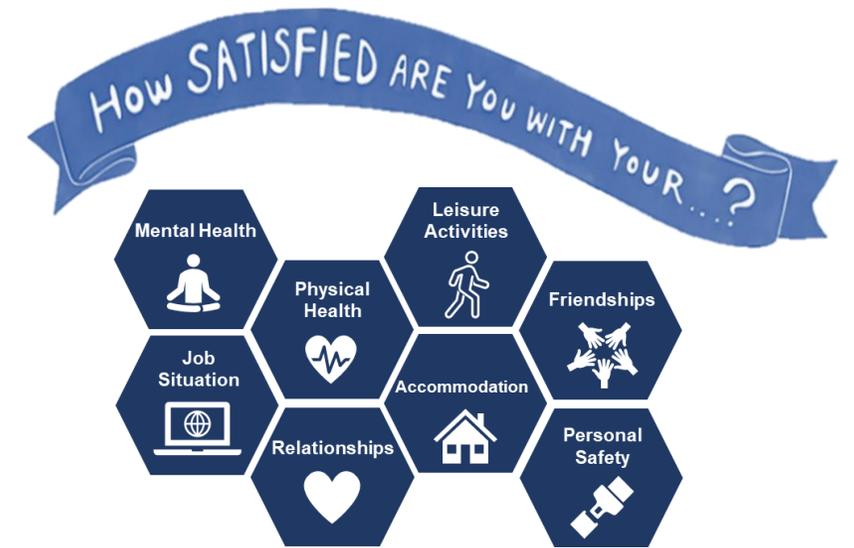 How SATISFIED ARE YOU WITH YOUR....?
Mental Health
Leisure
Activities
Physical
Health
Friendships
Job
Situation
Accommodation
Relationships
Personal
Safety